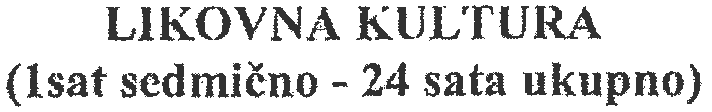 LIKOVNA KULTURA
(1sat sedmično - 24 sata ukupno)